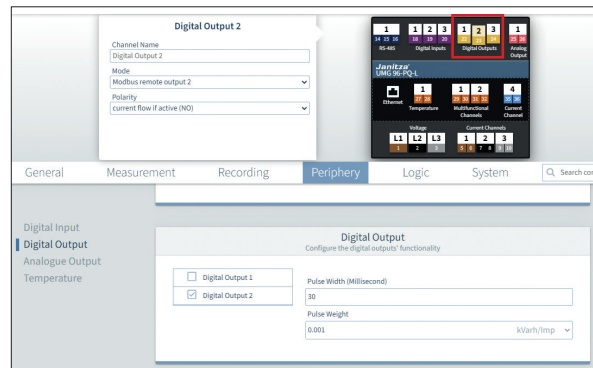 Digital Output 2
Channel Name
Digital Output 2
Mode
Modbus remote output 2
Polarity
current flow if active (NO)
1 1 2 3 1 2 3 1
14 15 16 18 19 20 22 23 24 25 26
RS-485 Digital Inputs Digital Outputs Analog
Output
Janitza
UMG 96-PQ-L
1 1 2 4
27 28 29 30 31 32 35 36
Ethernet Temperature Multifunctional Current
Channels Channel
Voltage Current Channels
L1 L2 L3 1 2 3
1 2 3 5 6 7 8 9 10
General Measurement Recording Periphery Logic System Search con
Digital Input
Digital Output
Analogue Output
Temperature
Digital Output
Configure the digital outputs' functionality
Digital Output 1
Digital Output 2
Pulse Width (Millisecond)
30
Pulse Weight
0.001 kVarh/Imp